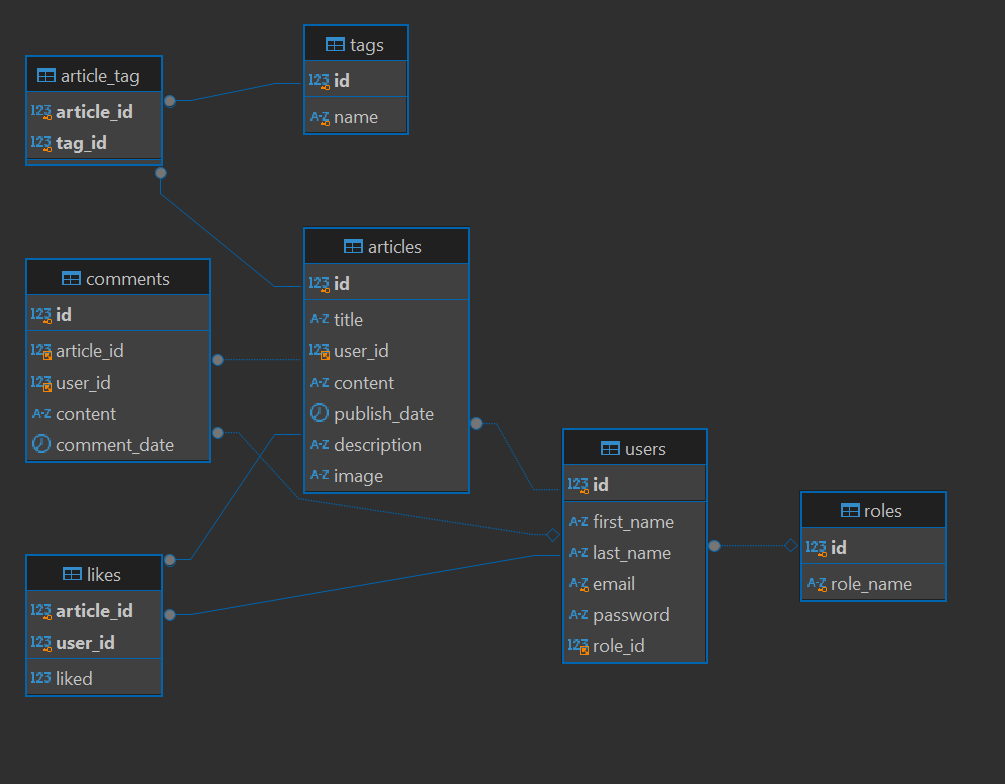 tags
123 id
A-Z name
article_tag
123 article_id
123 tag_id
articles
123 id
A-Z title
123 user_id
A-Z content
publish_date
A-Z description
A-Z image
comments
123 id
123 article_id
123 user_id
A-Z content
comment_date
users
123 id
A-Z first_name
A-Z last_name
A-Z email
A-Z password
123 role_id
roles
123 id
A-Z role_name
likes
123 article_id
123 user_id
123 liked